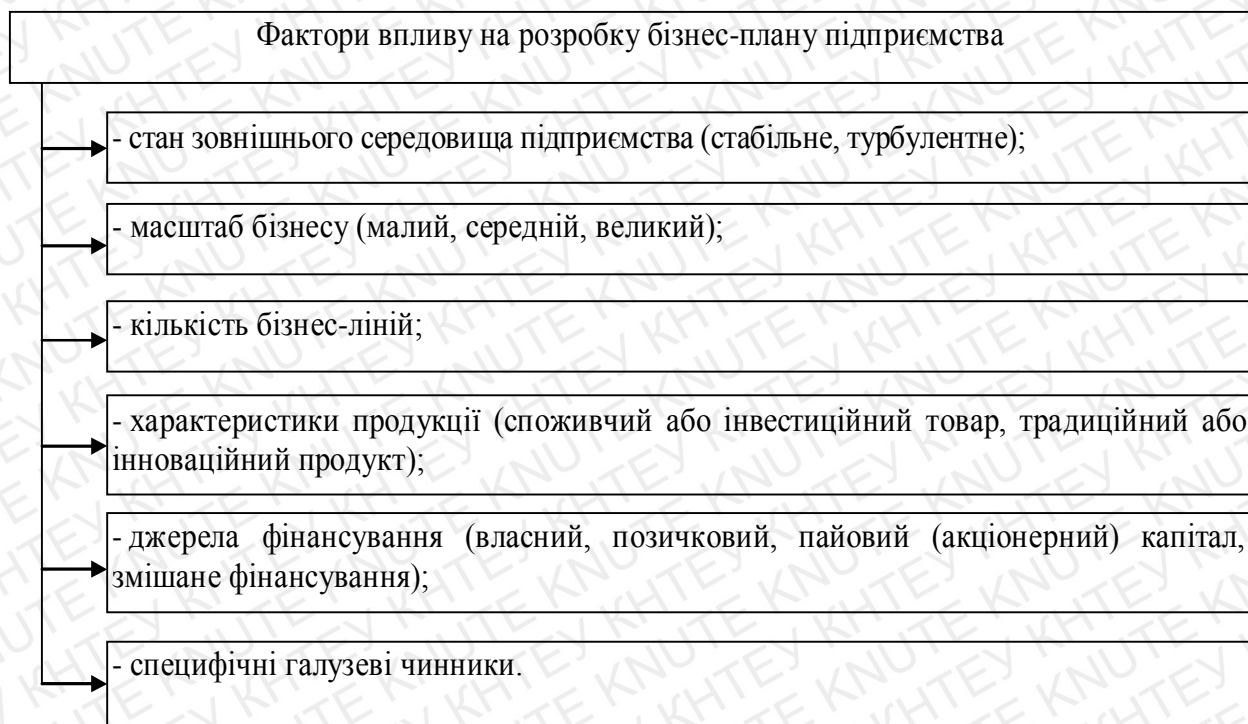 Фактори впливу на розробку бізнес-плану підприємства
- стан зовнішнього середовища підприємства (стабільне, турбулентне);
- масштаб бізнесу (малий, середній, великий);
- кількість бізнес-ліній;
- характеристики продукції (споживчий або інвестиційний товар, традиційний або
інноваційний продукт);
- джерела фінансування (власний, позичковий, пайовий (акціонерний) капітал,
змішане фінансування);
- специфічні галузеві чинники.